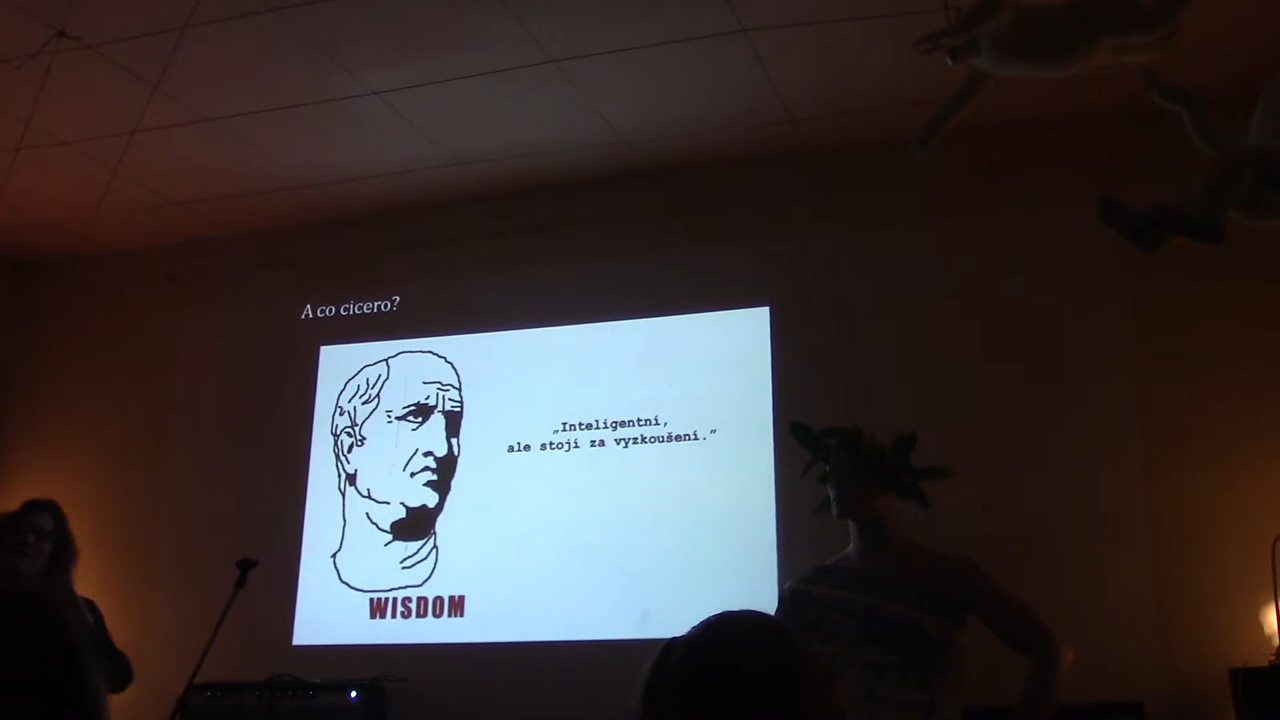 A co cicero?
„Inteligentní,
ale stojí za vyzkoušení.”
WISDOM